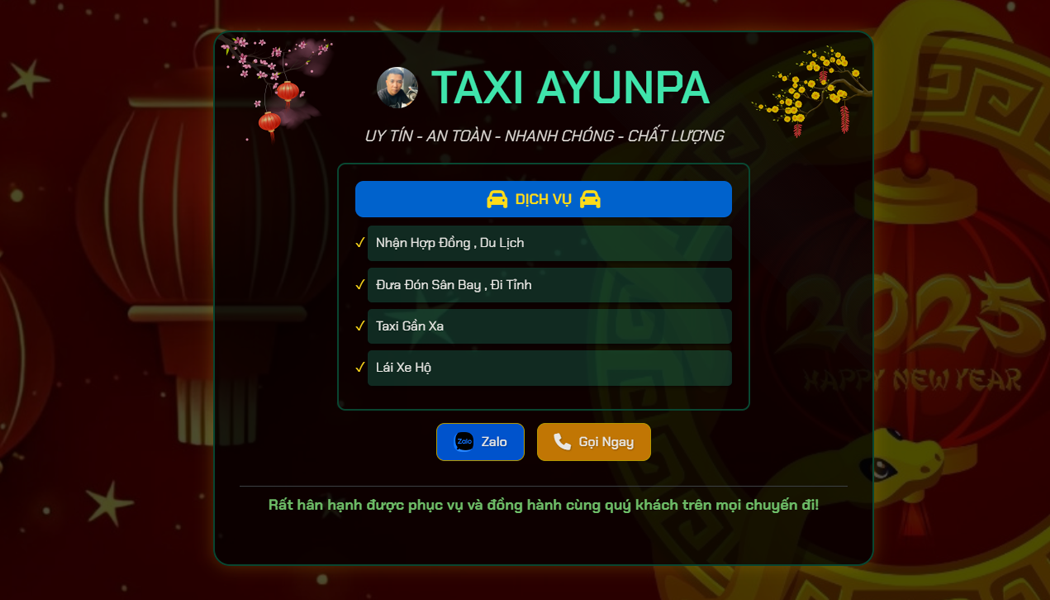 TAXI AYUNPA
UY TÍN - AN TOÀN - NHANH CHÓNG - CHẤT LƯỢNG
DỊCH VỤ
Nhận Hợp Đồng , Du Lịch
Đưa Đón Sân Bay , Đi Tỉnh
Taxi Gần Xa
Lái Xe Hộ
2025
HAPPY NEW YEAR
Zalo Zalo
Gọi Ngay
Rất hân hạnh được phục vụ và đồng hành cùng quý khách trên mọi chuyến đi!